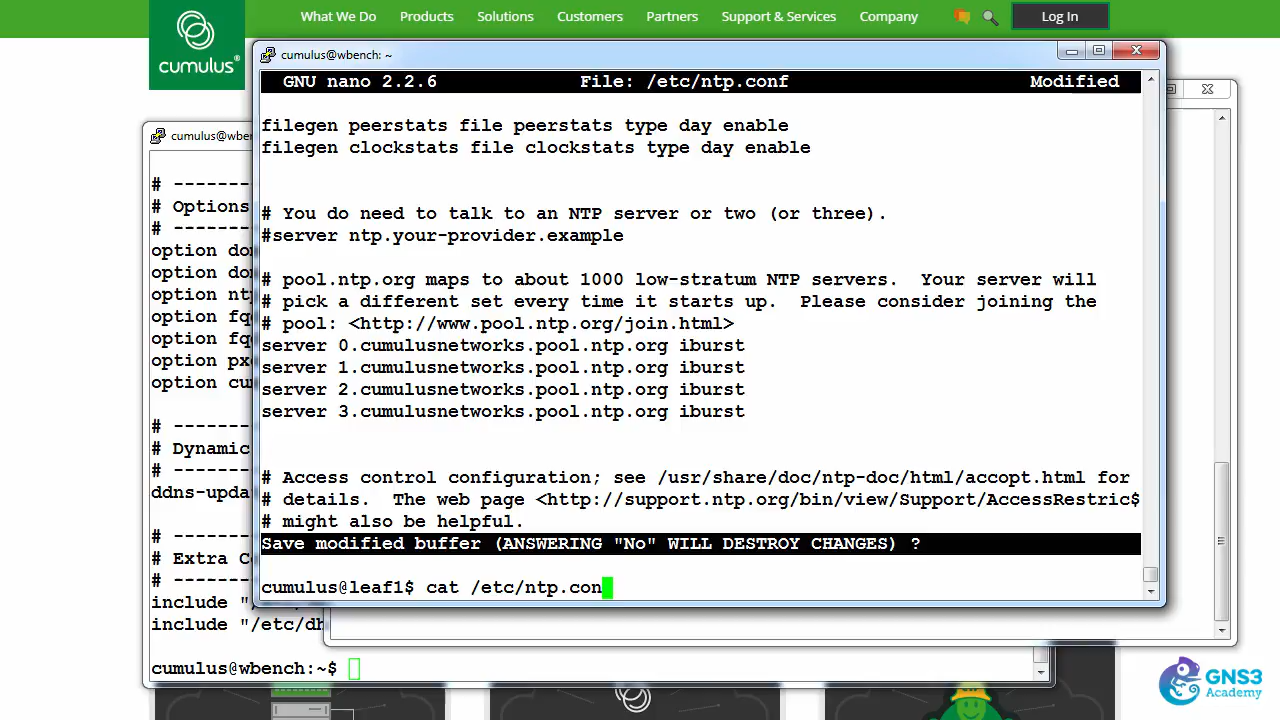 What We Do Products Solutions Customers Partners Support & Services Company Log In
cumulus®
cumulus@wbench: ~
GNU nano 2.2.6 File: /etc/ntp.conf Modified
filegen peerstats file peerstats type day enable
filegen clockstats file clockstats type day enable
# You do need to talk to an NTP server or two (or three).
#server ntp.your-provider.example
# pool.ntp.org maps to about 1000 low-stratum NTP servers.  Your server will
# pick a different set every time it starts up.  Please consider joining the
# pool: <http://www.pool.ntp.org/join.html>
server 0.cumulusnetworks.pool.ntp.org iburst
server 1.cumulusnetworks.pool.ntp.org iburst
server 2.cumulusnetworks.pool.ntp.org iburst
server 3.cumulusnetworks.pool.ntp.org iburst
# Access control configuration; see /usr/share/doc/ntp-doc/html/accopt.html for
# details.  The web page <http://support.ntp.org/bin/view/Support/AccessRestric$
# might also be helpful.
Save modified buffer (ANSWERING "No" WILL DESTROY CHANGES) ?
cumulus@leaf1$ cat /etc/ntp.con
cumulus@wben
# -------
# Options
# -------
option do
option do
option nt
option fq
option fq
option px
option cu
# -------
# Dynamic
# -------
ddns-upda
# -------
# Extra C
# -------
include "/
include "/etc/dh
cumulus@wbench:~$
GNS3
Academy